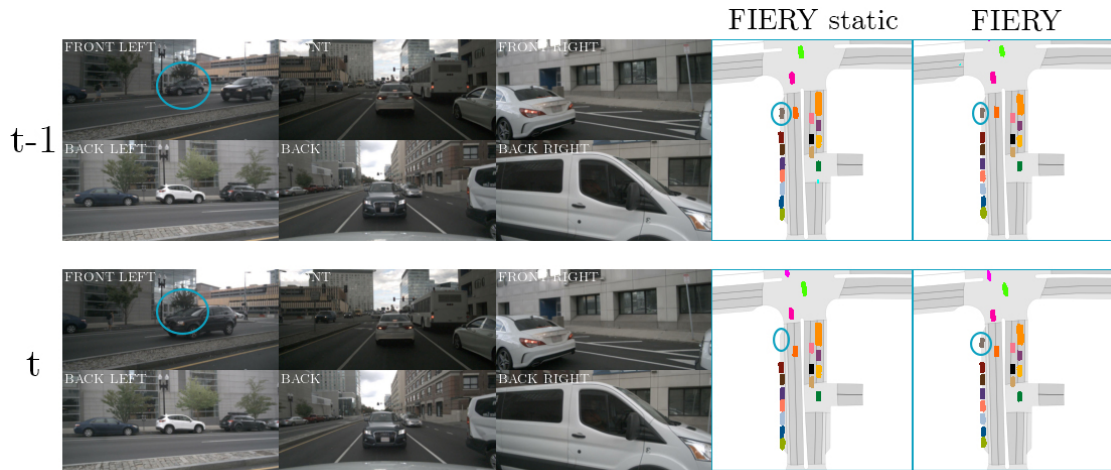 FIERY static FIERY
FRONT LEFT FRONT RIGHT
t-1
BACK LEFT BACK BACK RIGHT
FRONT LEFT FRONT RIGHT
t
BACK LEFT BACK BACK RIGHT